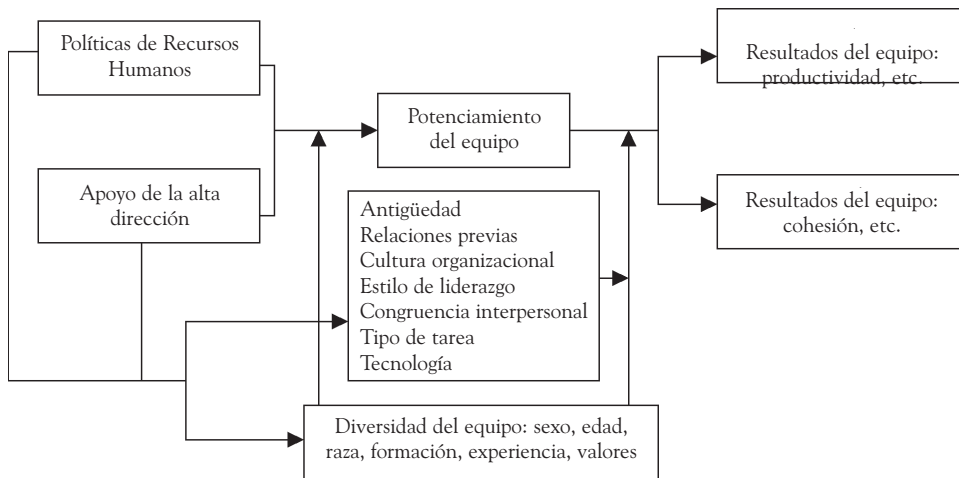 Políticas de Recursos
Humanos
Apoyo de la alta
dirección
Potenciamiento
del equipo
Antigüedad
Relaciones previas
Cultura organizacional
Estilo de liderazgo
Congruencia interpersonal
Tipo de tarea
Tecnología
Diversidad del equipo: sexo, edad,
raza, formación, experiencia, valores
Resultados del equipo:
productividad, etc.
Resultados del equipo:
cohesión, etc.